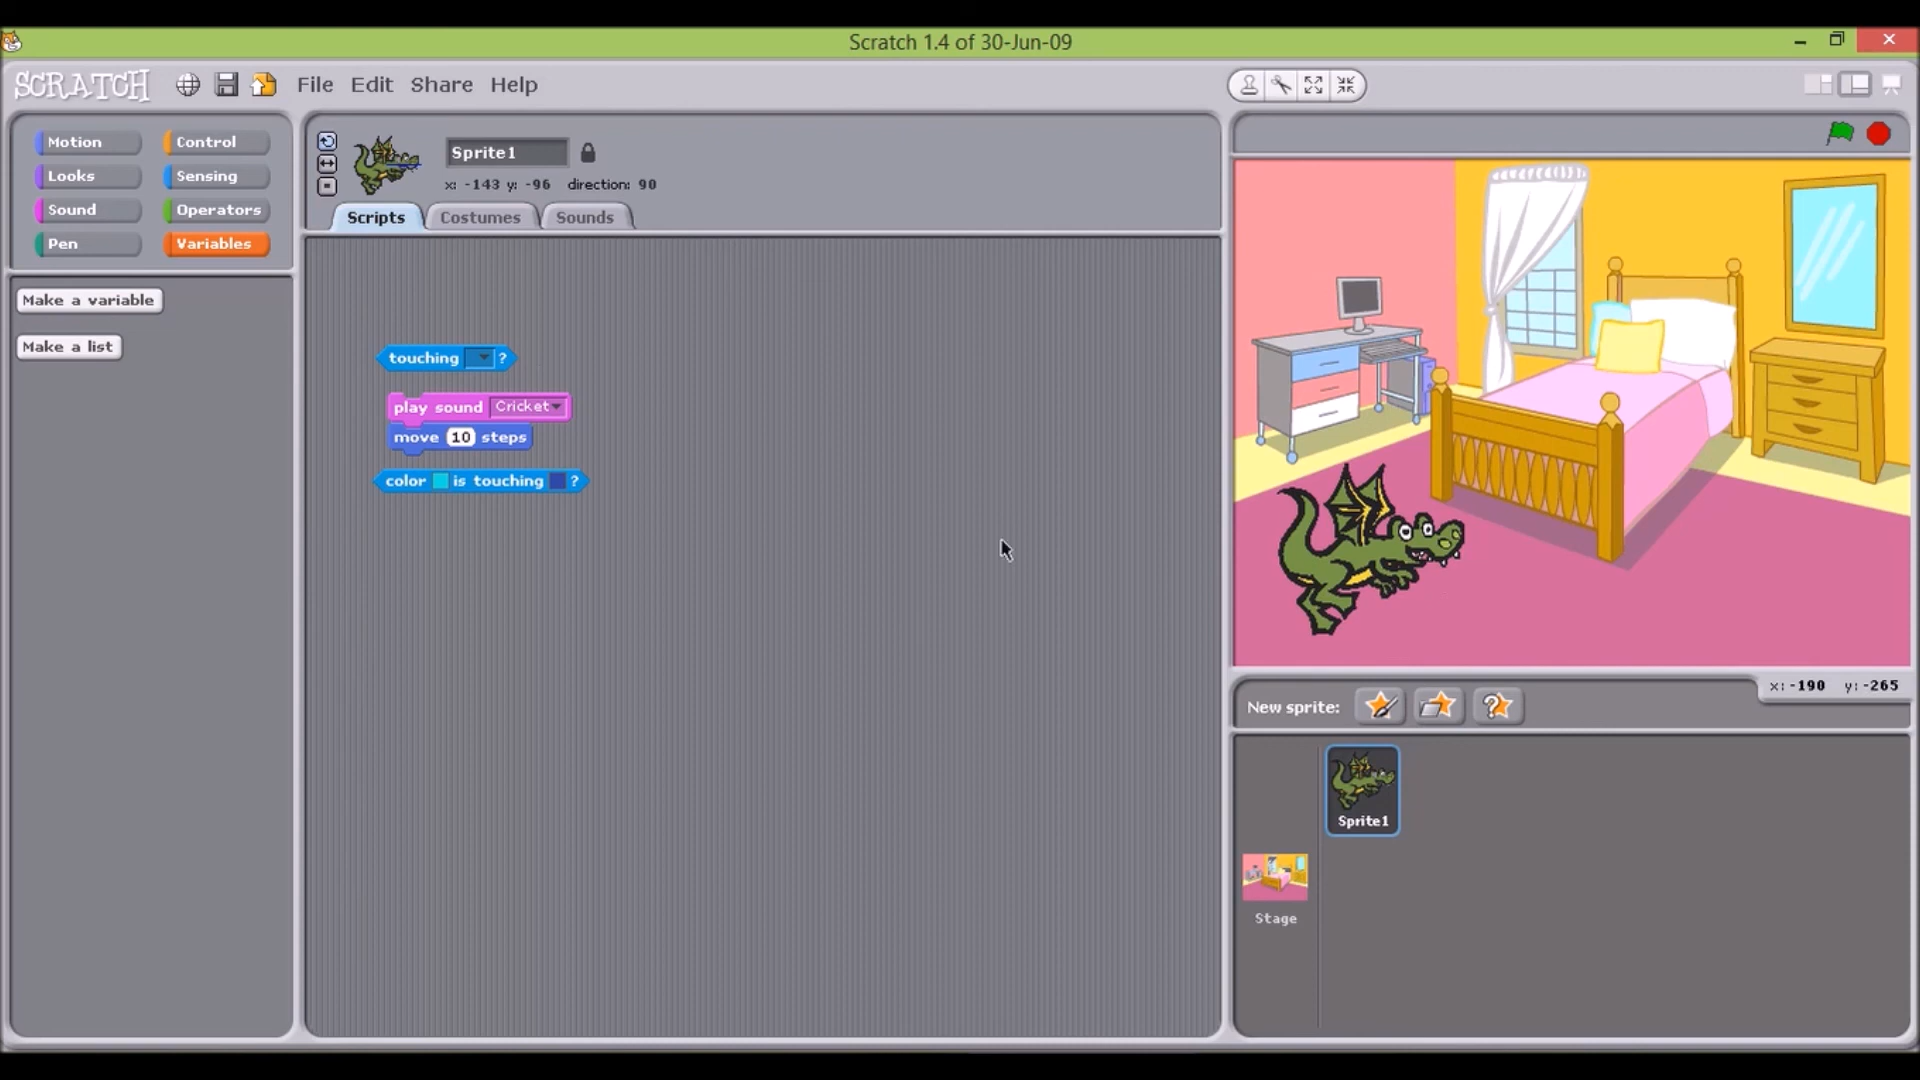 Scratch 1.4 of 30-Jun-09
SCRATCH File Edit Share Help
Motion Control
Looks Sensing
Sound Operators
Pen Variables
Make a variable
Make a list
Sprite1
x: -143 y: -96 direction: 90
Scripts Costumes Sounds
touching ?
play sound Cricket
move 10 steps
color is touching ?
x: -190 y: -265
New sprite:
Sprite1
Stage